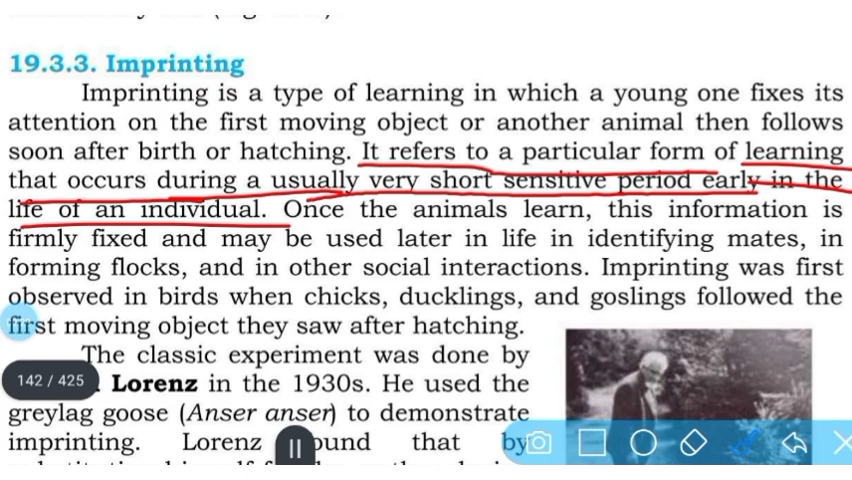 19.3.3. Imprinting
Imprinting is a type of learning in which a young one fixes its
attention on the first moving object or another animal then follows
soon after birth or hatching. It refers to a particular form of learning
that occurs during a usually very short sensitive period early in the
life of an individual. Once the animals learn, this information is
firmly fixed and may be used later in life in identifying mates, in
forming flocks, and in other social interactions. Imprinting was first
observed in birds when chicks, ducklings, and goslings followed the
first moving object they saw after hatching.
The classic experiment was done by
142 / 425
Lorenz in the 1930s. He used the
greylag goose (Anser anser) to demonstrate
imprinting. Lorenz found that by